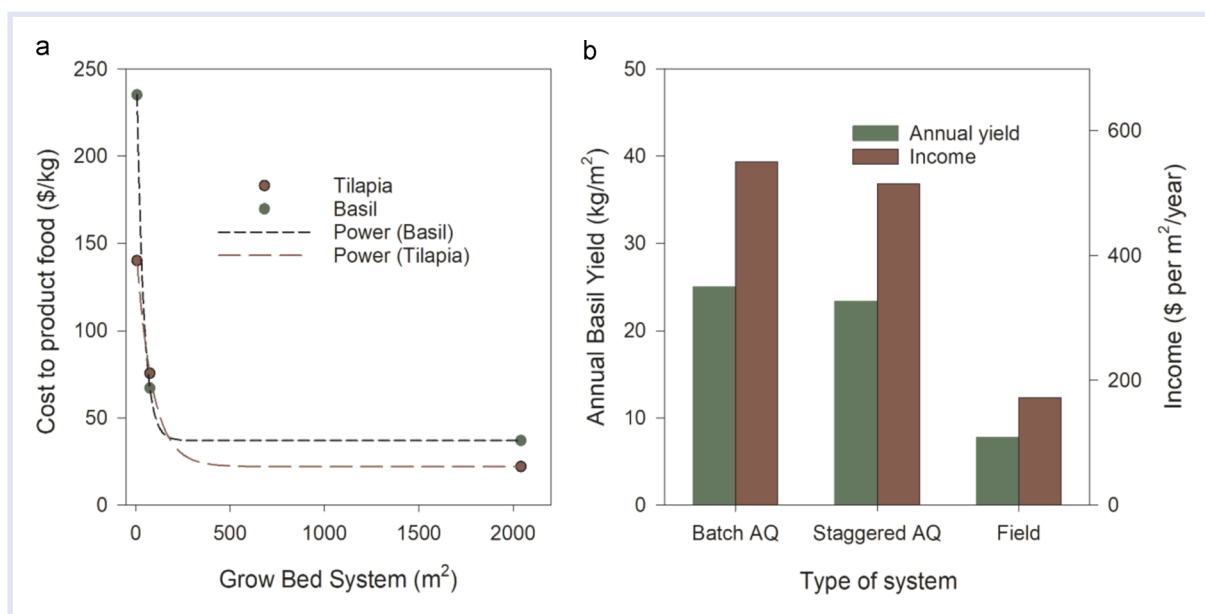 a
250
200
150
100
50
0
Cost to product food ($/kg)
Tilapia
Basil
Power (Basil)
Power (Tilapia)
0
500
1000
1500
2000
Grow Bed System (m²)
b
50
40
30
20
10
0
Annual Basil Yield (kg/m²)
Annual yield
Income
600
400
200
0
Income ($ per m²/year)
Batch AQ
Staggered AQ
Field
Type of system